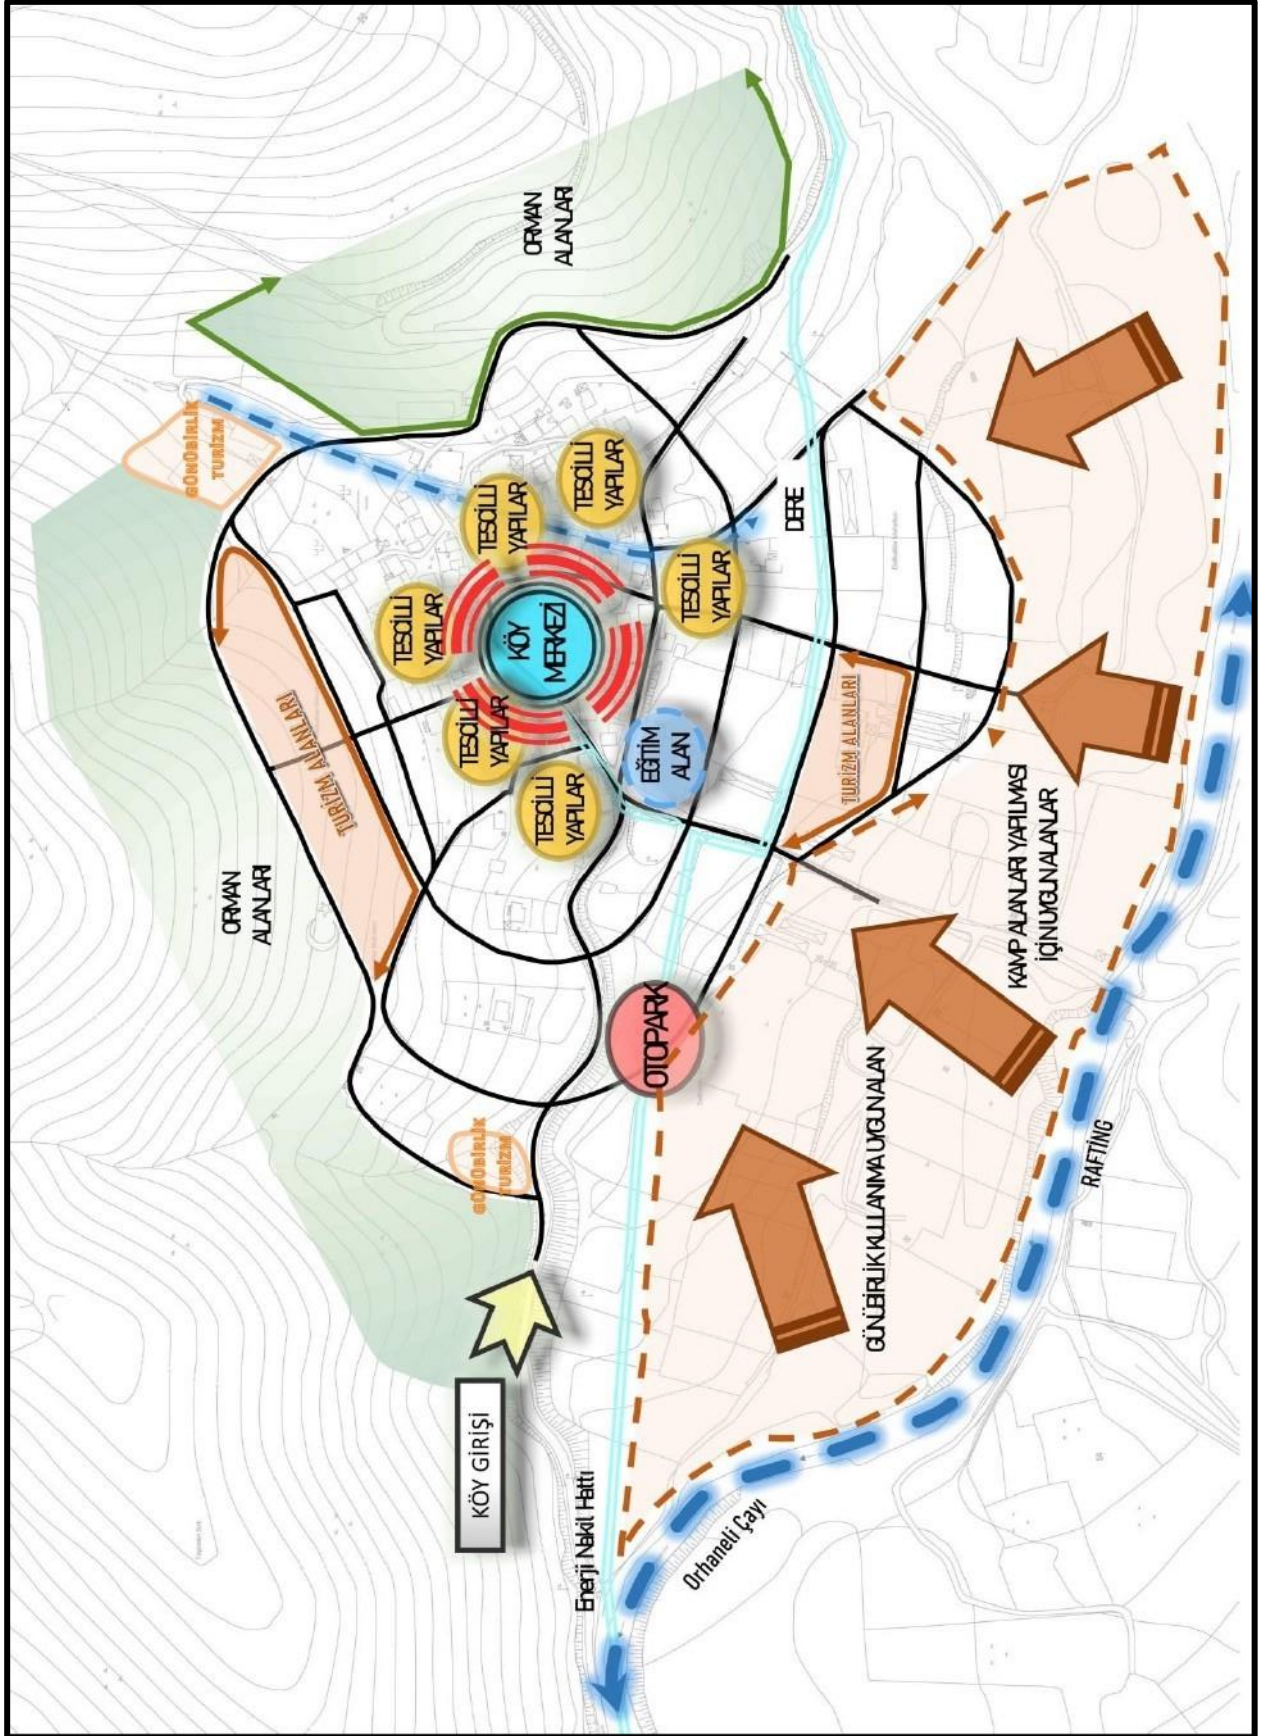 GÜNÜBİRLİK
TURİZM
ORMAN
ALANLARI
TURİZM ALANLARI
TESCİLLİ
YAPILAR
TESCİLLİ
YAPILAR
TESCİLLİ
YAPILAR
KÖY GİRİŞİ
GÜNÜBİRLİK
TURİZM
TESCİLLİ
YAPILAR
KÖY
MERKEZİ
TESCİLLİ
YAPILAR
ORMAN
ALANLARI
Enerji Nakil Hattı
OTOPARK
EĞİTİM
ALAN
TESCİLLİ
YAPILAR
DERE
TURİZM ALANLARI
Orhaneli Çayı
GÜNÜBİRLİK KULLANIMA UYGUN ALAN
KAMP ALANLARI YAPILMASI
İÇİN UYGUN ALANLAR
RAFTİNG